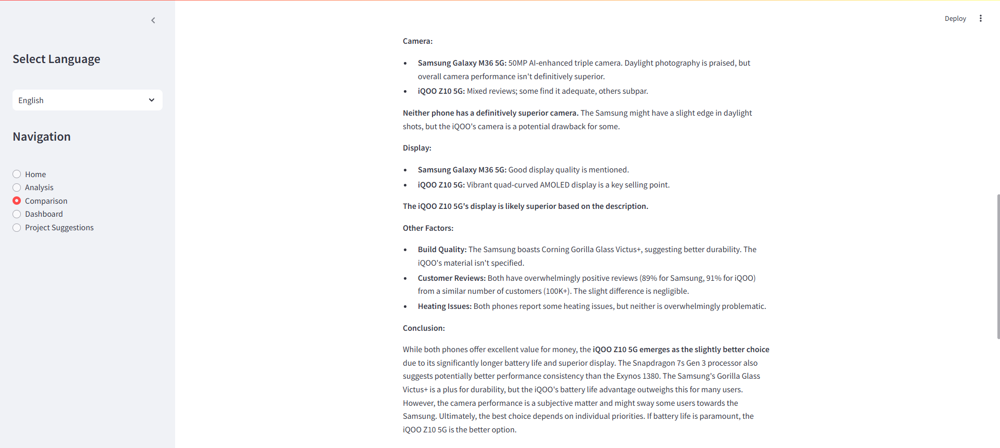 Deploy
Select Language
English
Navigation
Home
Analysis
Comparison
Dashboard
Project Suggestions
Camera:
Samsung Galaxy M36 5G: 50MP AI-enhanced triple camera. Daylight photography is praised, but
overall camera performance isn't definitively superior.
iQOO Z10 5G: Mixed reviews; some find it adequate, others subpar.
Neither phone has a definitively superior camera. The Samsung might have a slight edge in daylight
shots, but the iQOO's camera is a potential drawback for some.
Display:
Samsung Galaxy M36 5G: Good display quality is mentioned.
iQOO Z10 5G: Vibrant quad-curved AMOLED display is a key selling point.
The iQOO Z10 5G's display is likely superior based on the description.
Other Factors:
Build Quality: The Samsung boasts Corning Gorilla Glass Victus+, suggesting better durability. The
iQOO's material isn't specified.
Customer Reviews: Both have overwhelmingly positive reviews (89% for Samsung, 91% for iQOO)
from a similar number of customers (100K+). The slight difference is negligible.
Heating Issues: Both phones report some heating issues, but neither is overwhelmingly problematic.
Conclusion:
While both phones offer excellent value for money, the iQOO Z10 5G emerges as the slightly better choice
due to its significantly longer battery life and superior display. The Snapdragon 7s Gen 3 processor also
suggests potentially better performance consistency than the Exynos 1380. The Samsung's Gorilla Glass
Victus+ is a plus for durability, but the iQOO's battery life advantage outweighs this for many users.
However, the camera performance is a subjective matter and might sway some users towards the
Samsung. Ultimately, the best choice depends on individual priorities. If battery life is paramount, the
iQOO Z10 5G is the better option.